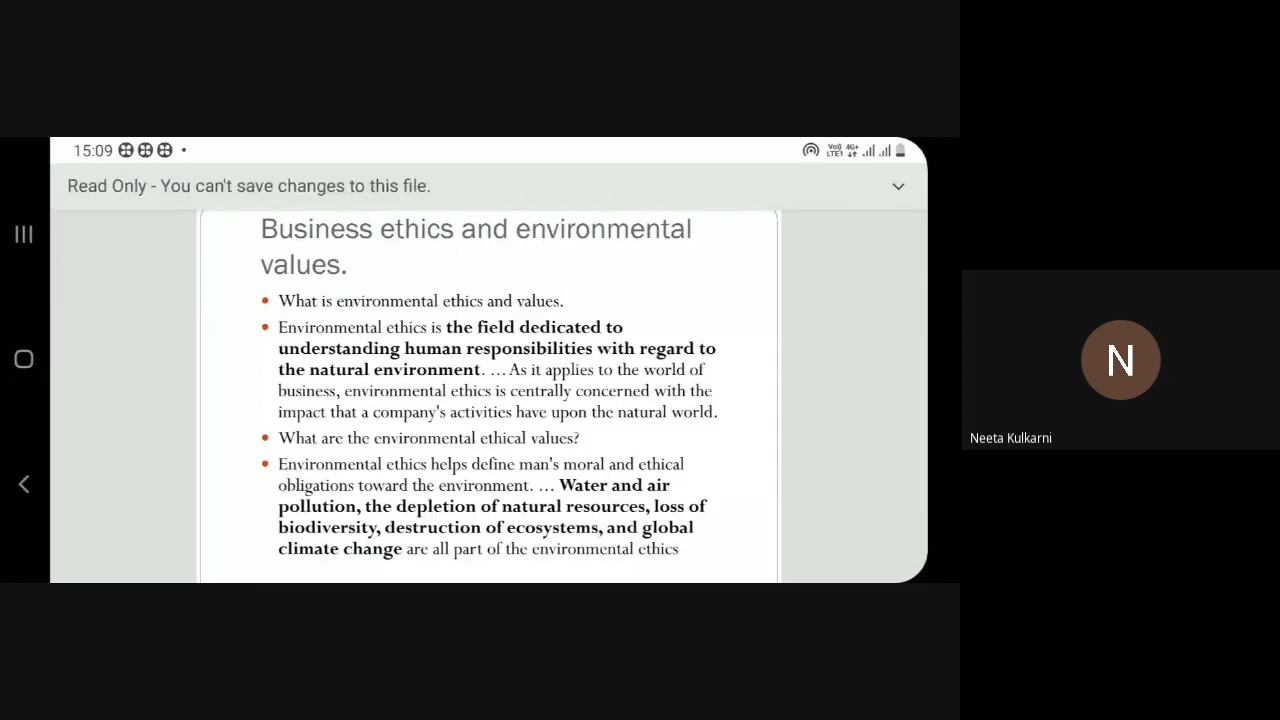 15:09
VoLTE1 4G+
Read Only - You can't save changes to this file.
Business ethics and environmental
values.
• What is environmental ethics and values.
• Environmental ethics is the field dedicated to
understanding human responsibilities with regard to
the natural environment. … As it applies to the world of
business, environmental ethics is centrally concerned with the
impact that a company's activities have upon the natural world.
• What are the environmental ethical values?
• Environmental ethics helps define man's moral and ethical
obligations toward the environment. … Water and air
pollution, the depletion of natural resources, loss of
biodiversity, destruction of ecosystems, and global
climate change are all part of the environmental ethics
N
Neeta Kulkarni